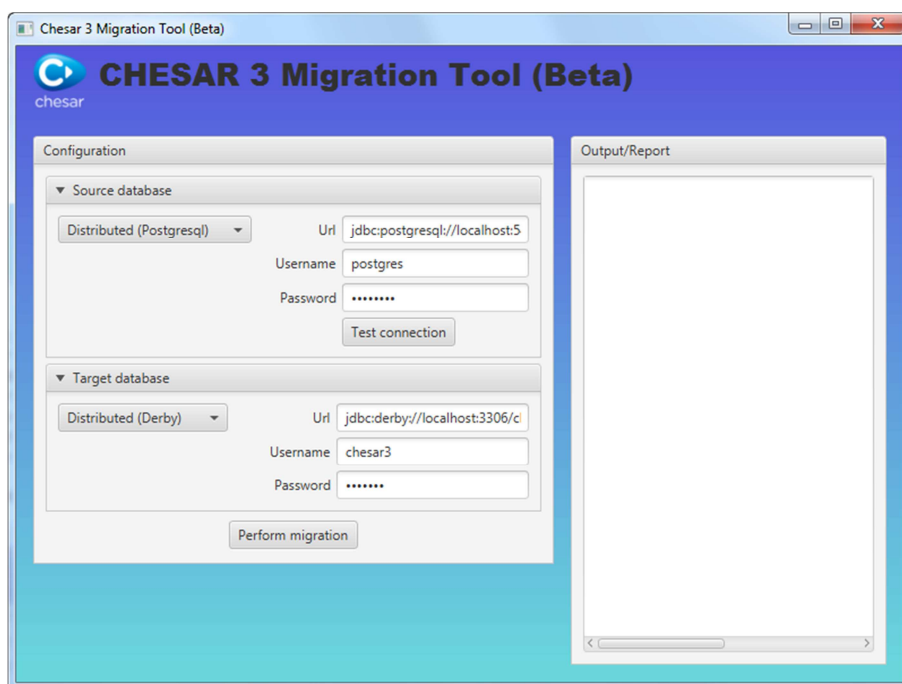 Chesar 3 Migration Tool (Beta)
chesar
CHESAR 3 Migration Tool (Beta)
Configuration
Source database
Distributed (Postgresql)
Url jdbc:postgresql://localhost:5
Username postgres
Password ••••••••
Test connection
Target database
Distributed (Derby)
Url jdbc:derby://localhost:3306/cl
Username chesar3
Password •••••••
Perform migration
Output/Report